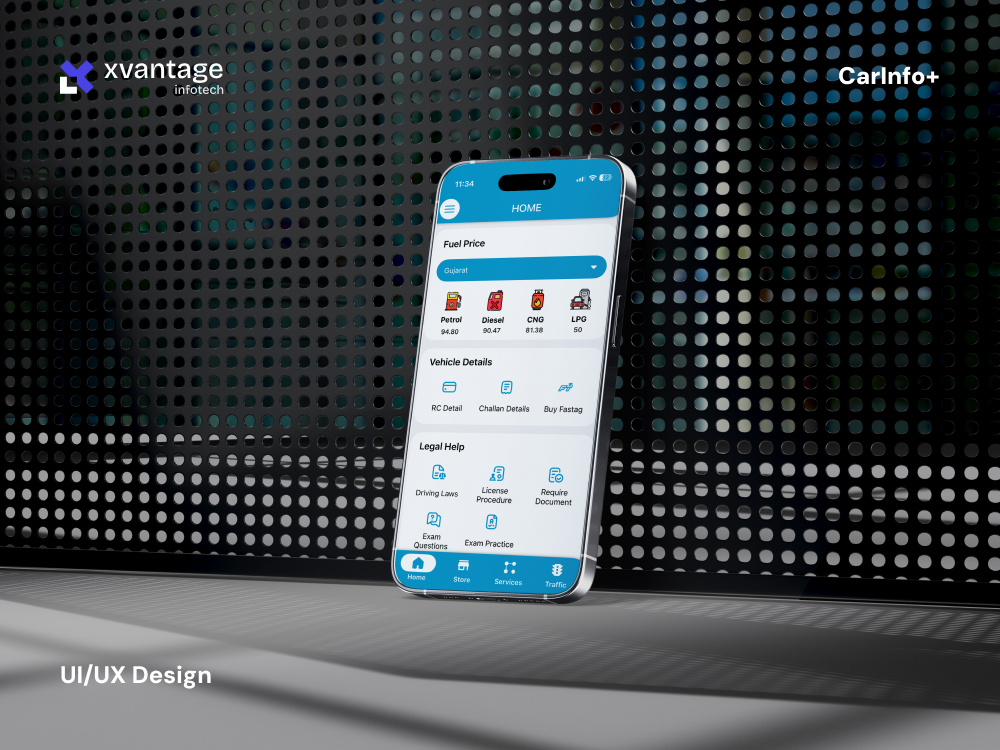 xvantage
infotech
CarInfo+
11:34
HOME
Fuel Price
Gujarat
Petrol Diesel CNG LPG
94.80 90.47 81.38 50
Vehicle Details
RC Detail Challan Details Buy Fastag
Legal Help
Driving Laws License Procedure Require Document
Exam Questions Exam Practice
Home Store Services Traffic
UI/UX Design